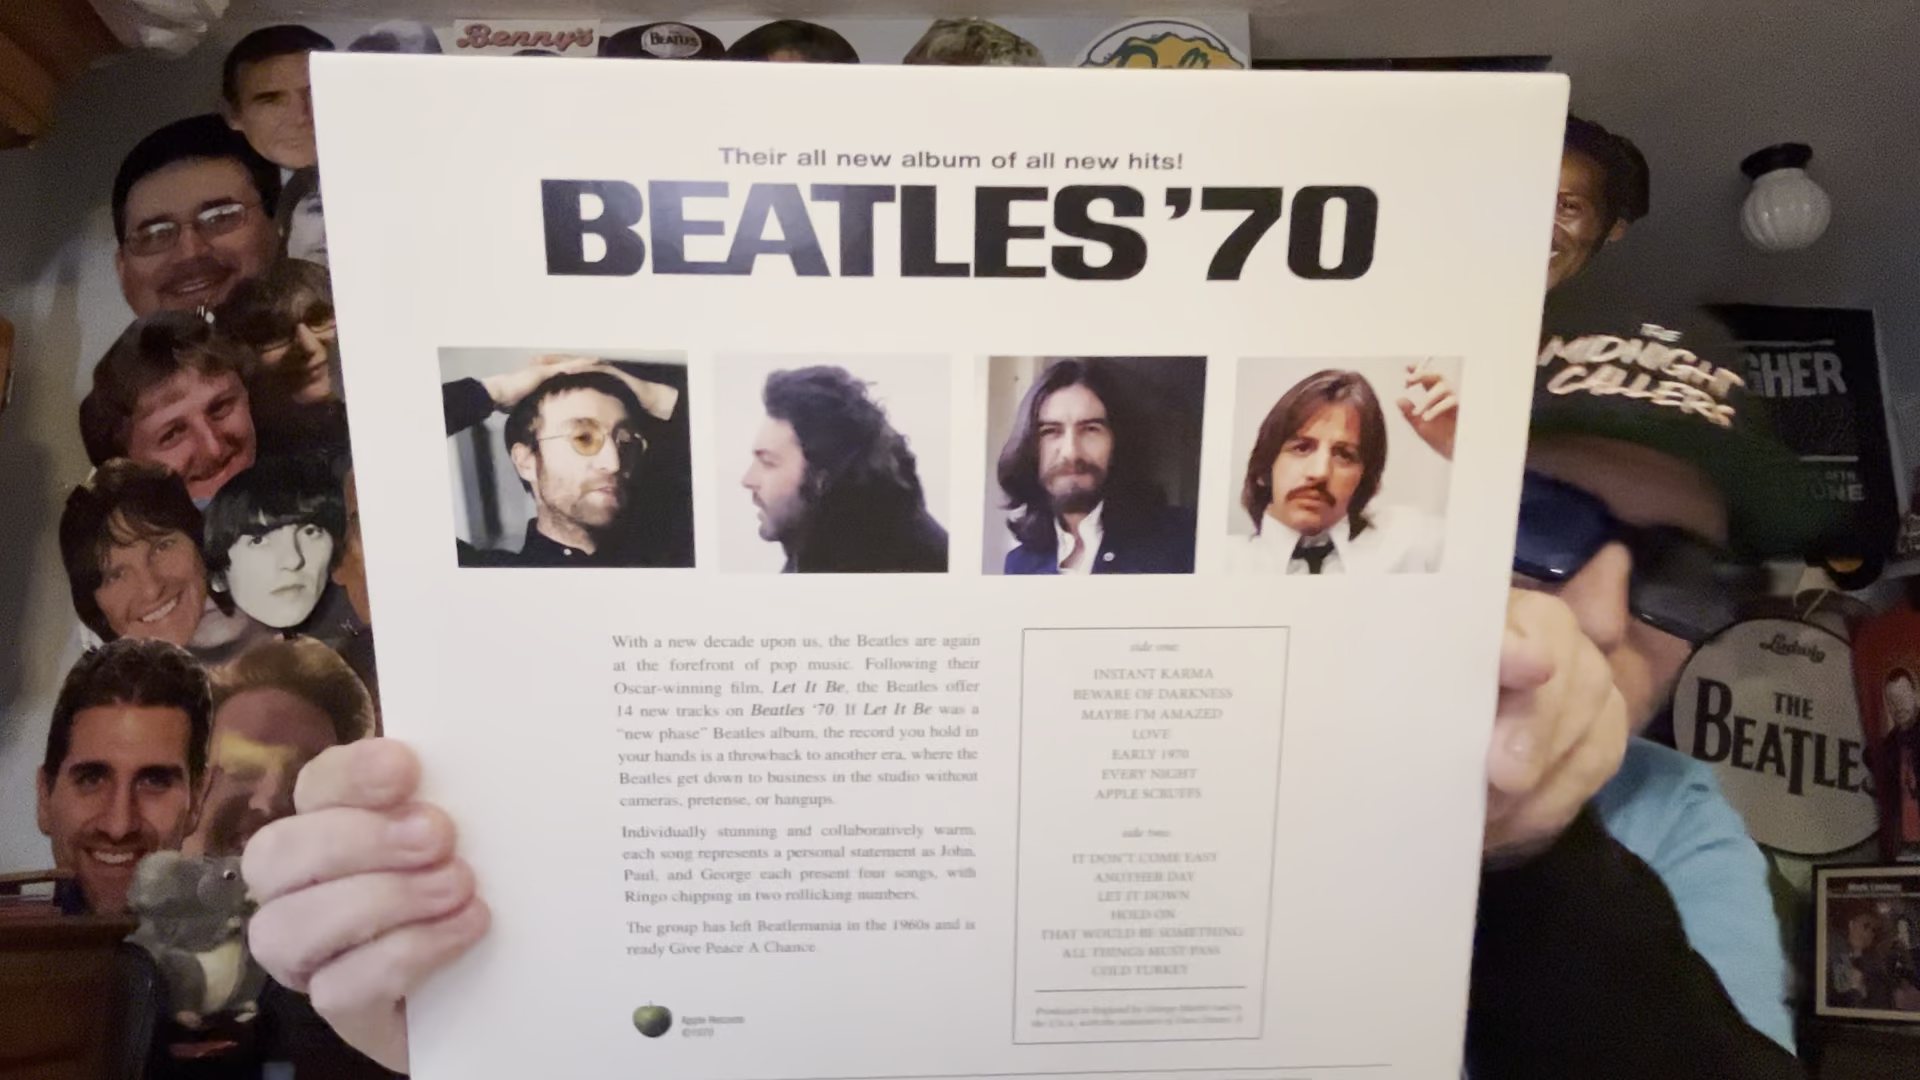 Benny's
BEATLES
Their all new album of all new hits!
BEATLES '70
THE
MIDNIGHT
CALLERS
GHER
With a new decade upon us, the Beatles are again
at the forefront of pop music. Following their
Oscar-winning film, Let It Be, the Beatles offer
14 new tracks on Beatles '70. If Let It Be was a
"new phase" Beatles album, the record you hold in
your hands is a throwback to another era, where the
Beatles get down to business in the studio without
cameras, pretense, or hangups.
Individually stunning and collaboratively warm,
each song represents a personal statement as John,
Paul, and George each present four songs, with
Ringo chipping in two rollicking numbers.
The group has left Beatlemania in the 1960s and is
ready Give Peace A Chance.
Apple Records
©1970
side one:
INSTANT KARMA
BEWARE OF DARKNESS
MAYBE I'M AMAZED
LOVE
EARLY 1970
EVERY NIGHT
APPLE SCRUFFS
side two:
IT DON'T COME EASY
ANOTHER DAY
LET IT DOWN
HOLD ON
THAT WOULD BE SOMETHING
ALL THINGS MUST PASS
COLD TURKEY
Produced in England by George Martin
Ludwig
THE
BEATLES